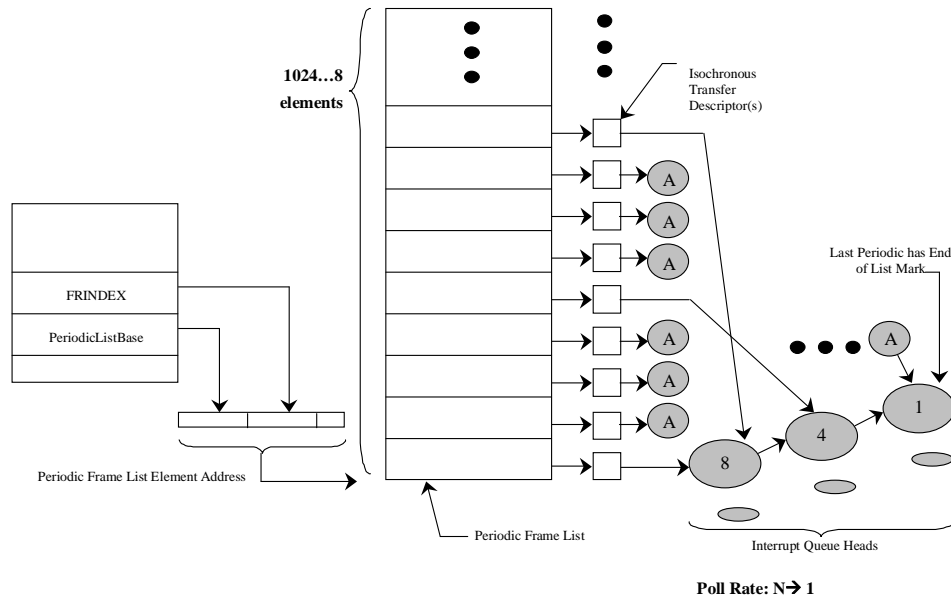 1024…8
elements
Isochronous
Transfer
Descriptor(s)
A
A
A
FRINDEX
PeriodicListBase
Last Periodic has End
of List Mark
A
A
A
A
1
4
8
Periodic Frame List Element Address
Periodic Frame List
Interrupt Queue Heads
Poll Rate: N→ 1